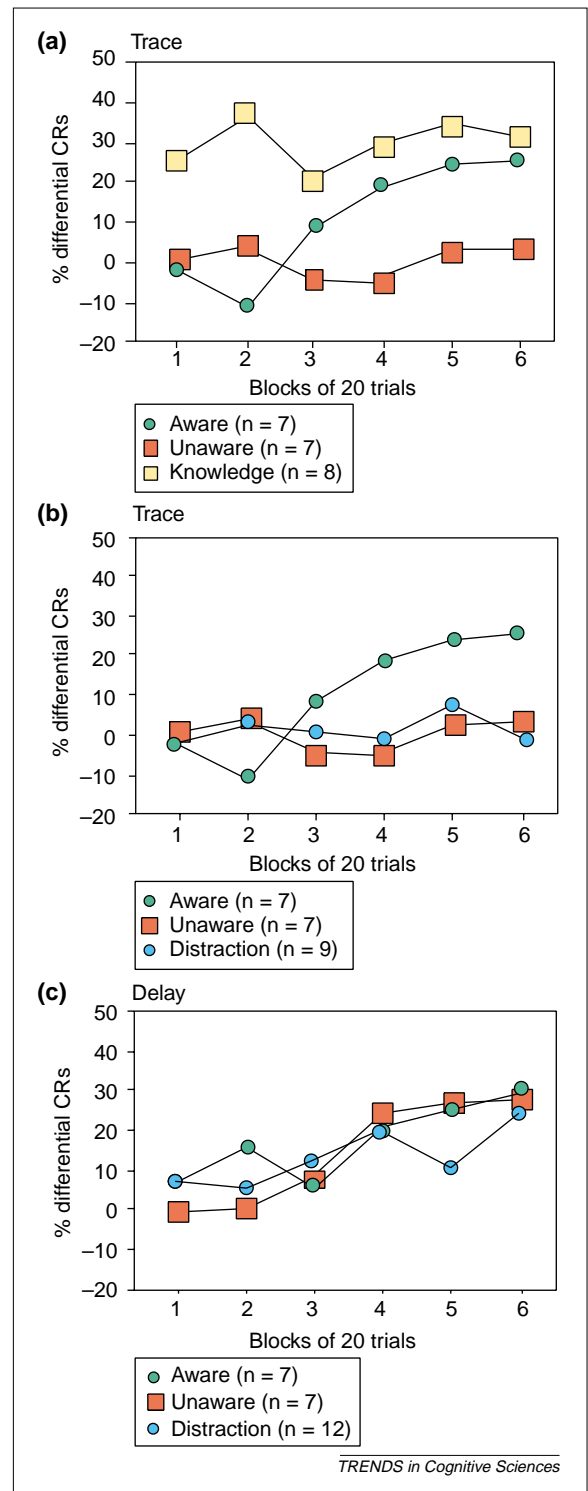 (a) Trace
50
40
30
20
10
0
–10
–20
% differential CRs
1 2 3 4 5 6
Blocks of 20 trials
Aware (n = 7)
Unaware (n = 7)
Knowledge (n = 8)
(b) Trace
50
40
30
20
10
0
–10
–20
% differential CRs
1 2 3 4 5 6
Blocks of 20 trials
Aware (n = 7)
Unaware (n = 7)
Distraction (n = 9)
(c) Delay
50
40
30
20
10
0
–10
–20
% differential CRs
1 2 3 4 5 6
Blocks of 20 trials
Aware (n = 7)
Unaware (n = 7)
Distraction (n = 12)
TRENDS in Cognitive Sciences